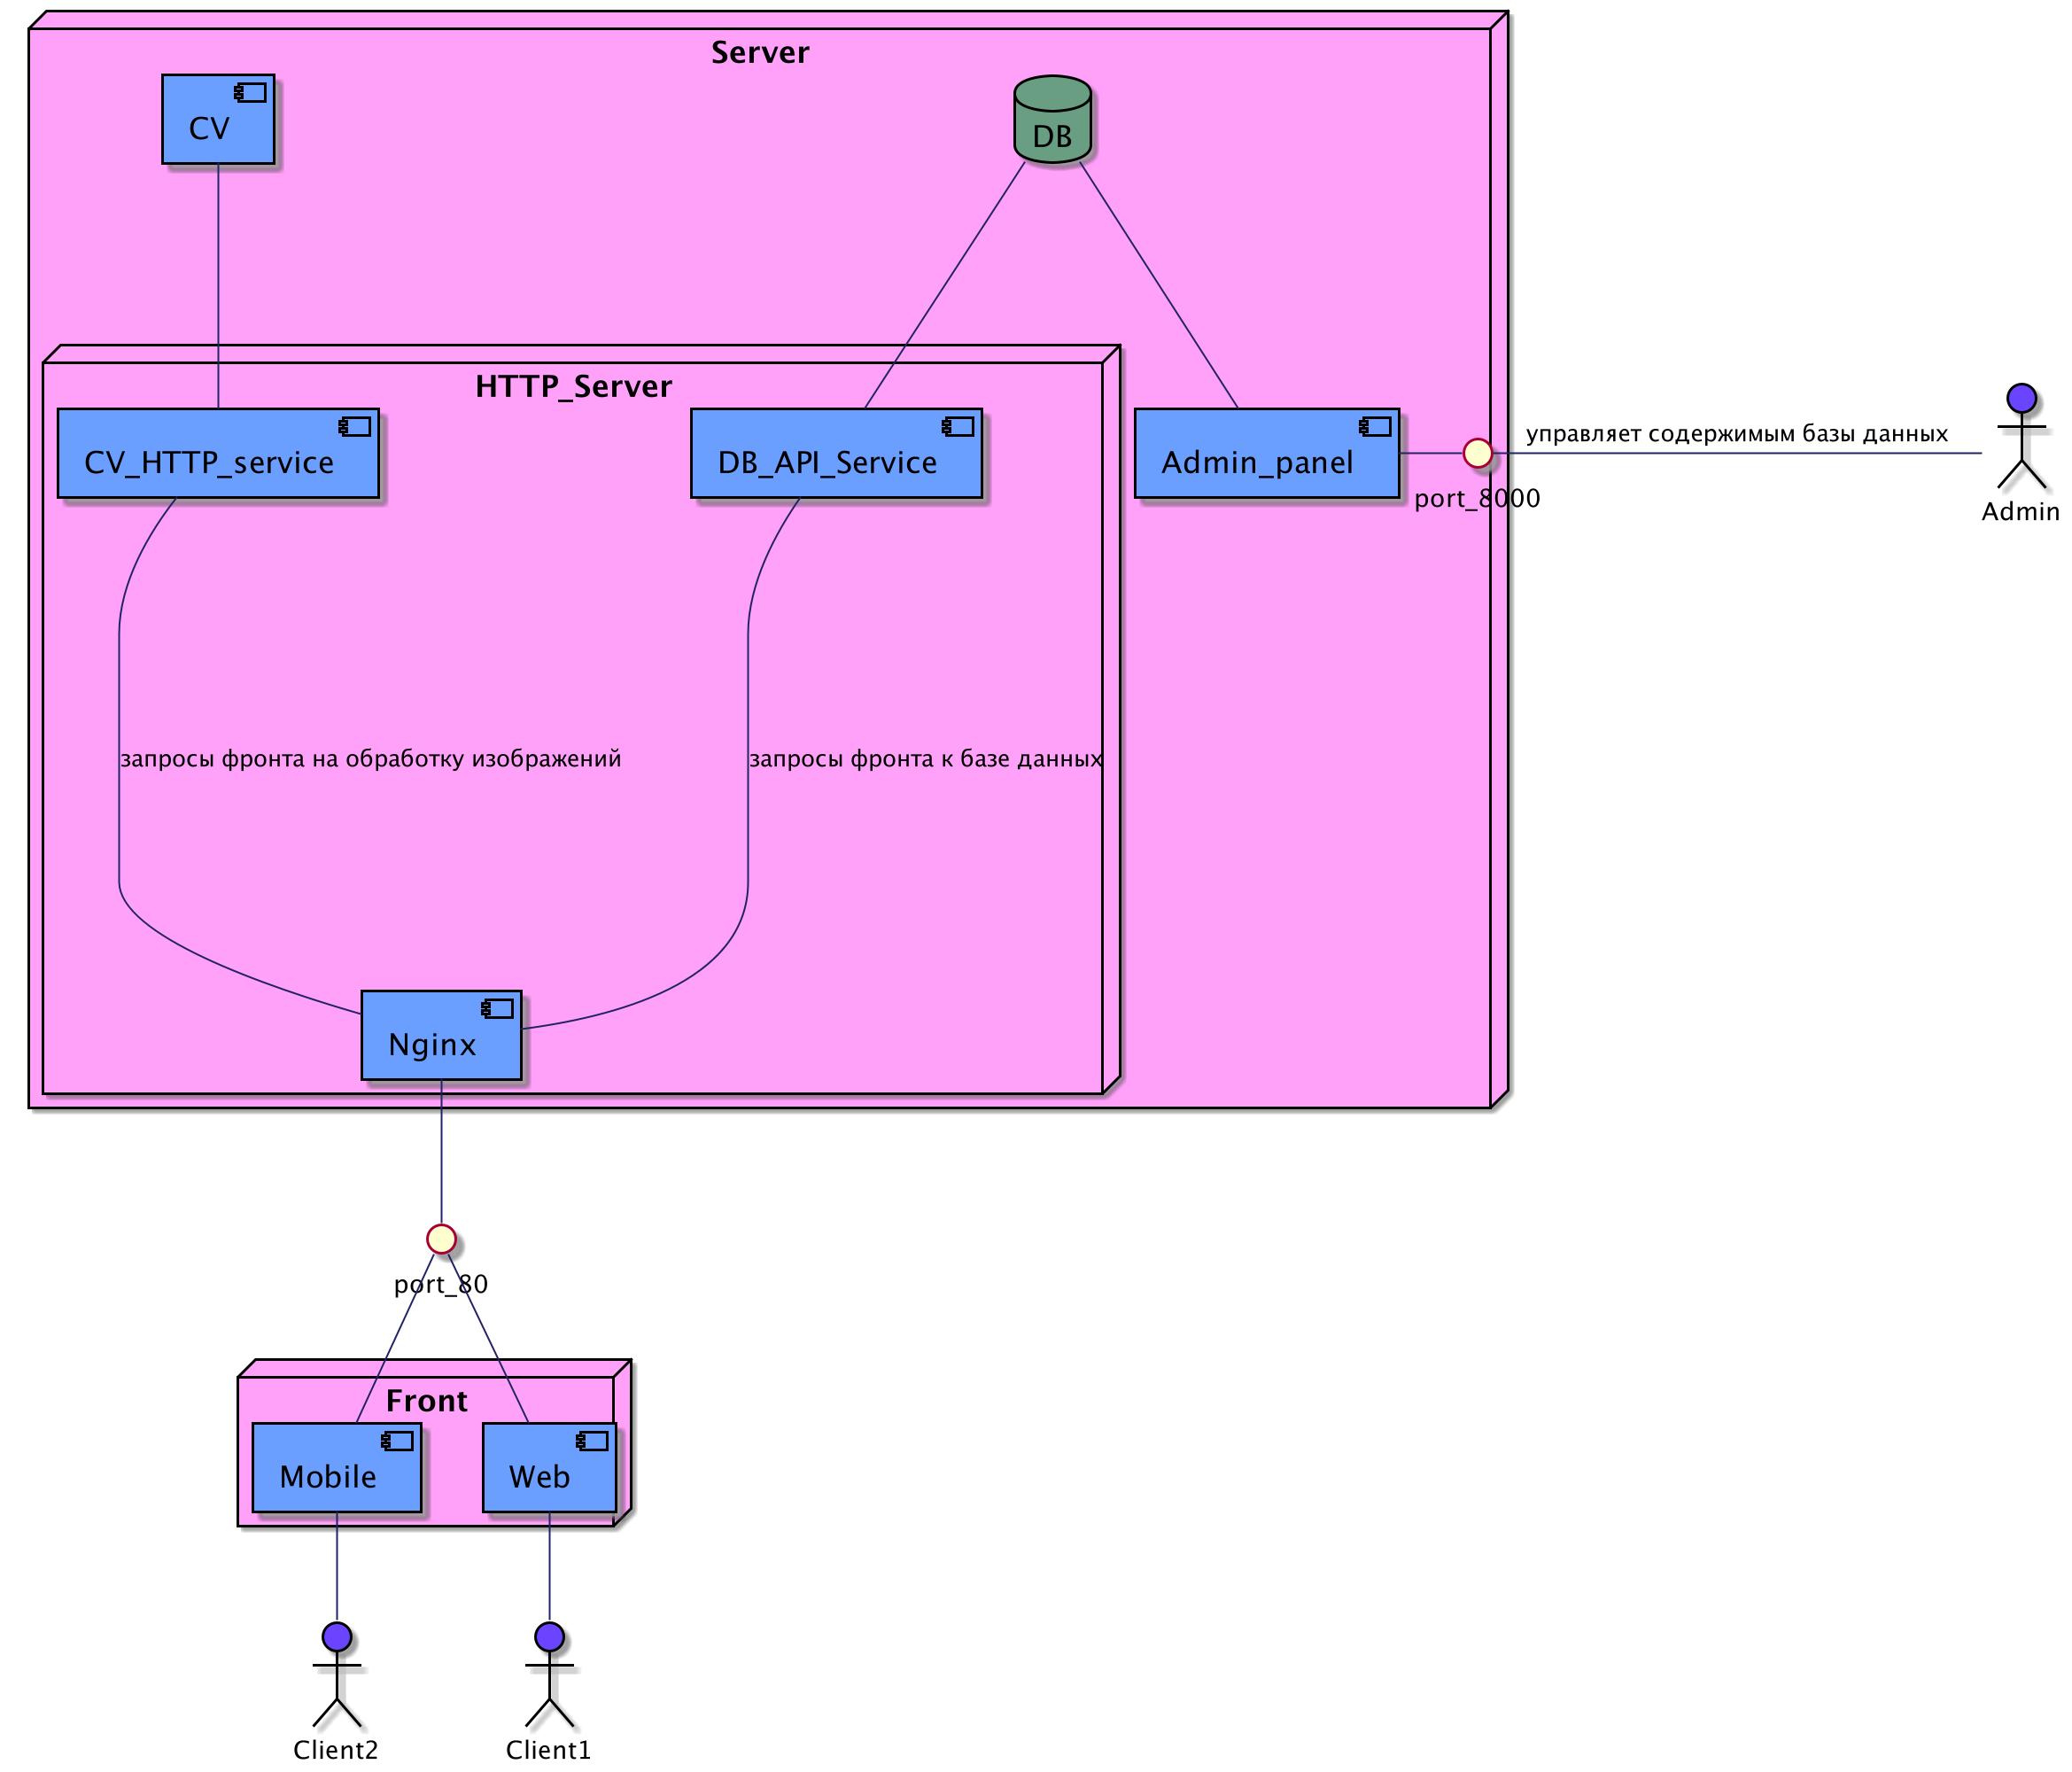 Server
CV
DB
HTTP_Server
CV_HTTP_service
DB_API_Service
Admin_panel
port_8000
управляет содержимым базы данных
Admin
запросы фронта на обработку изображений
запросы фронта к базе данных
Nginx
port_80
Front
Mobile
Web
Client2
Client1